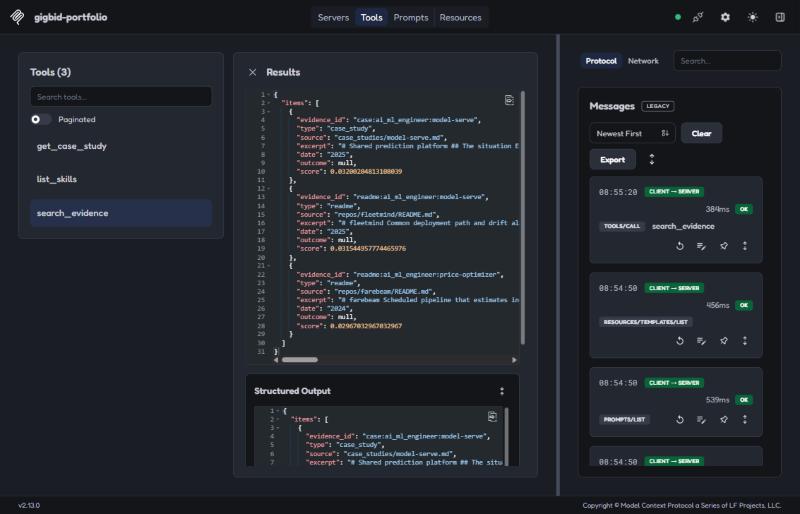 gigbid-portfolio
Servers Tools Prompts Resources
Tools (3)
Search tools...
Paginated
get_case_study
list_skills
search_evidence
Results
1 {
2 "items": [
3 {
4 "evidence_id": "case:ai_ml_engineer:model-serve",
5 "type": "case_study",
6 "source": "case_studies/model-serve.md",
7 "excerpt": "# Shared prediction platform ## The situation E
8 "date": "2025",
9 "outcome": null,
10 "score": 0.03200204813108039
11 },
12 {
13 "evidence_id": "readme:ai_ml_engineer:model-serve",
14 "type": "readme",
15 "source": "repos/fleetmind/README.md",
16 "excerpt": "# fleetmind Common deployment path and drift al
17 "date": "2025",
18 "outcome": null,
19 "score": 0.031544957774465976
20 },
21 {
22 "evidence_id": "readme:ai_ml_engineer:price-optimizer",
23 "type": "readme",
24 "source": "repos/farebeam/README.md",
25 "excerpt": "# farebeam Scheduled pipeline that estimates in
26 "date": "2024",
27 "outcome": null,
28 "score": 0.02967032967032967
29 }
30 ]
31 }
Structured Output
1 {
2 "items": [
3 {
4 "evidence_id": "case:ai_ml_engineer:model-serve",
5 "type": "case_study",
6 "source": "case_studies/model-serve.md",
7 "excerpt": "# Shared prediction platform ## The situ
Protocol Network
Search...
Messages LEGACY
Newest First
Clear
Export
08:55:20 CLIENT → SERVER
384ms OK
TOOLS/CALL search_evidence
08:54:50 CLIENT → SERVER
456ms OK
RESOURCES/TEMPLATES/LIST
08:54:50 CLIENT → SERVER
539ms OK
PROMPTS/LIST
08:54:50 CLIENT → SERVER
v2.13.0
Copyright © Model Context Protocol a Series of LF Projects, LLC.